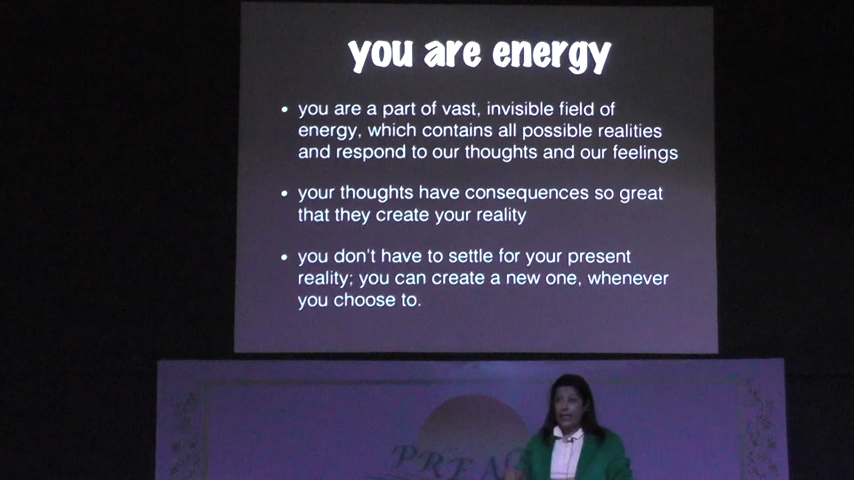 you are energy
• you are a part of vast, invisible field of
energy, which contains all possible realities
and respond to our thoughts and our feelings
• your thoughts have consequences so great
that they create your reality
• you don't have to settle for your present
reality; you can create a new one, whenever
you choose to.